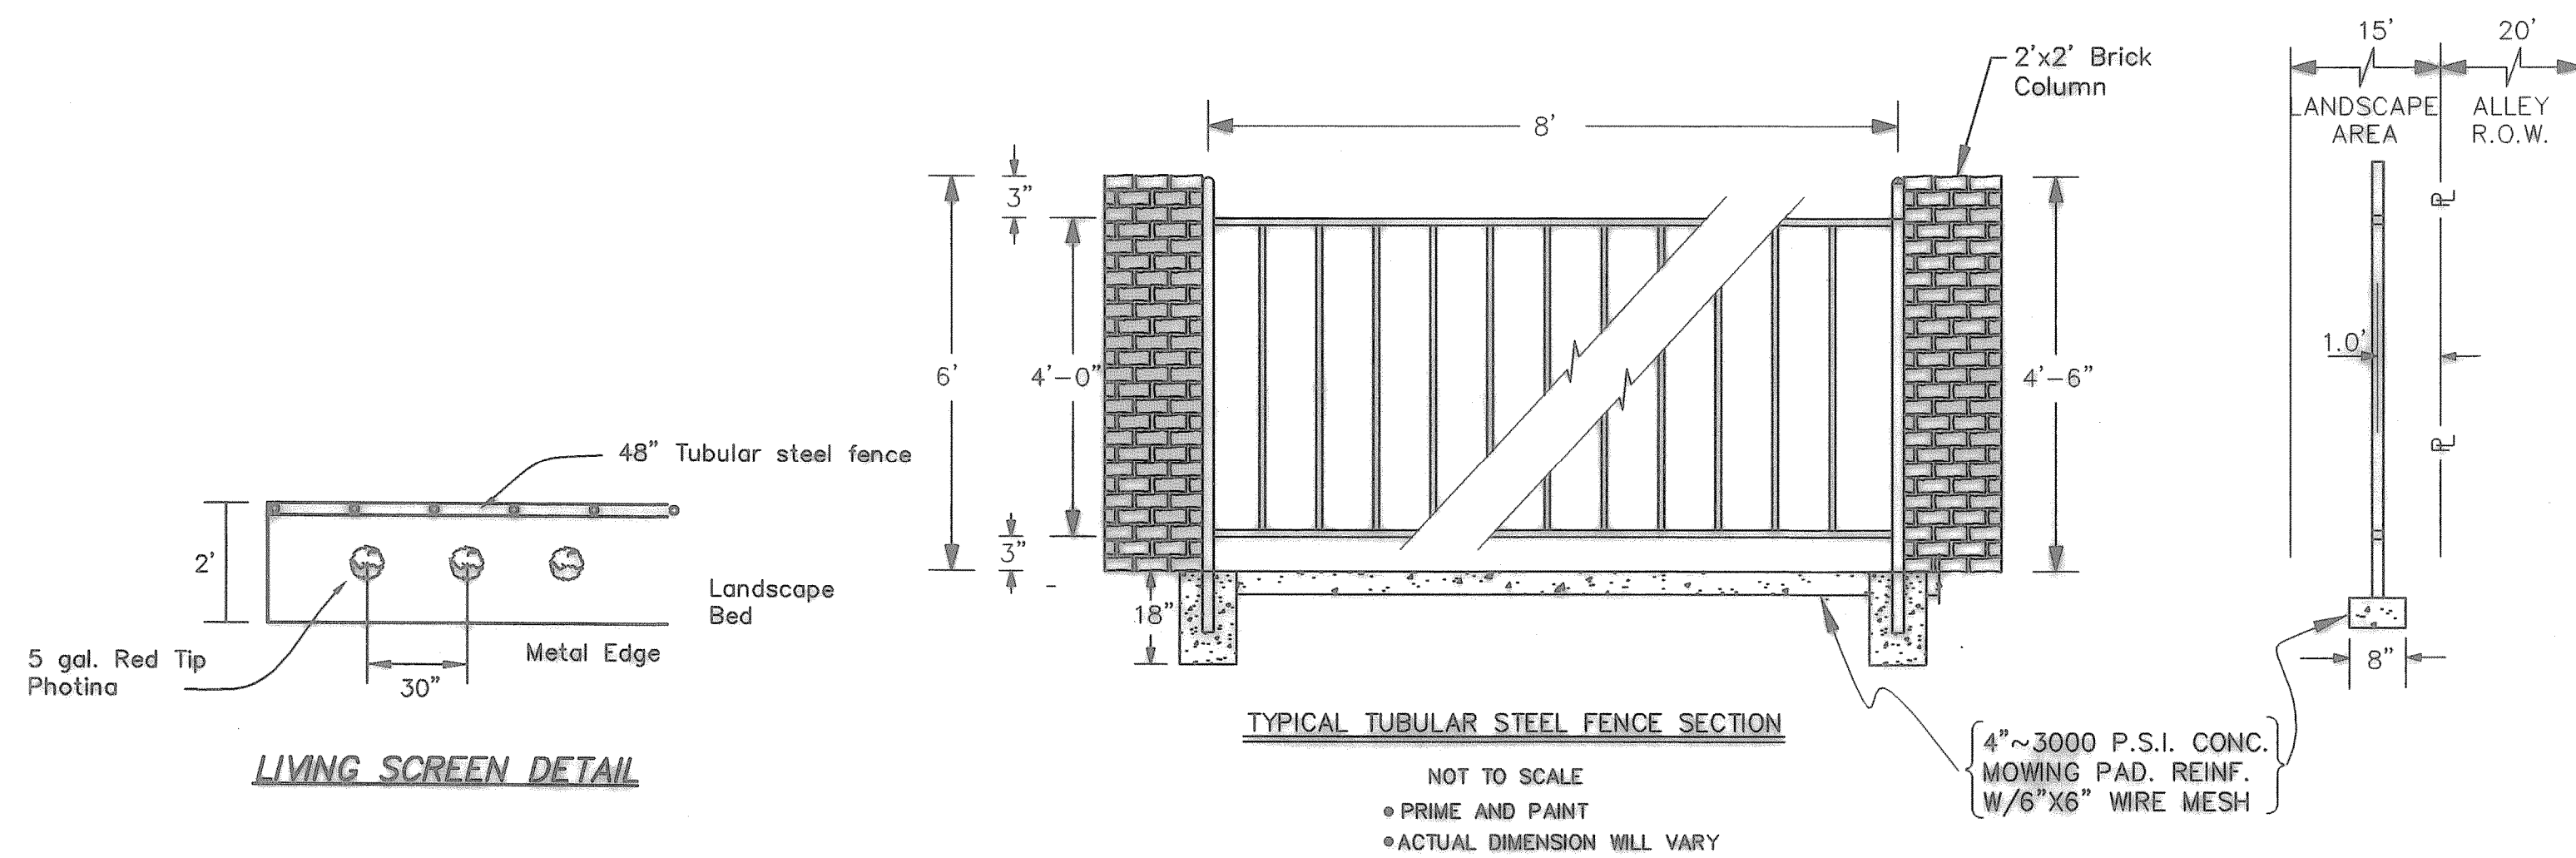 48" Tubular steel fence
2'
Landscape
Bed
Metal Edge
5 gal. Red Tip
Photina
30"
LIVING SCREEN DETAIL
8'
2'x2' Brick
Column
6'
3"
4'-0"
3"
18"
4'-6"
TYPICAL TUBULAR STEEL FENCE SECTION
NOT TO SCALE
• PRIME AND PAINT
• ACTUAL DIMENSION WILL VARY
15'
20'
LANDSCAPE
AREA
ALLEY
R.O.W.
PL
PL
1.0'
8"
4"~3000 P.S.I. CONC.
MOWING PAD. REINF.
W/6"X6" WIRE MESH